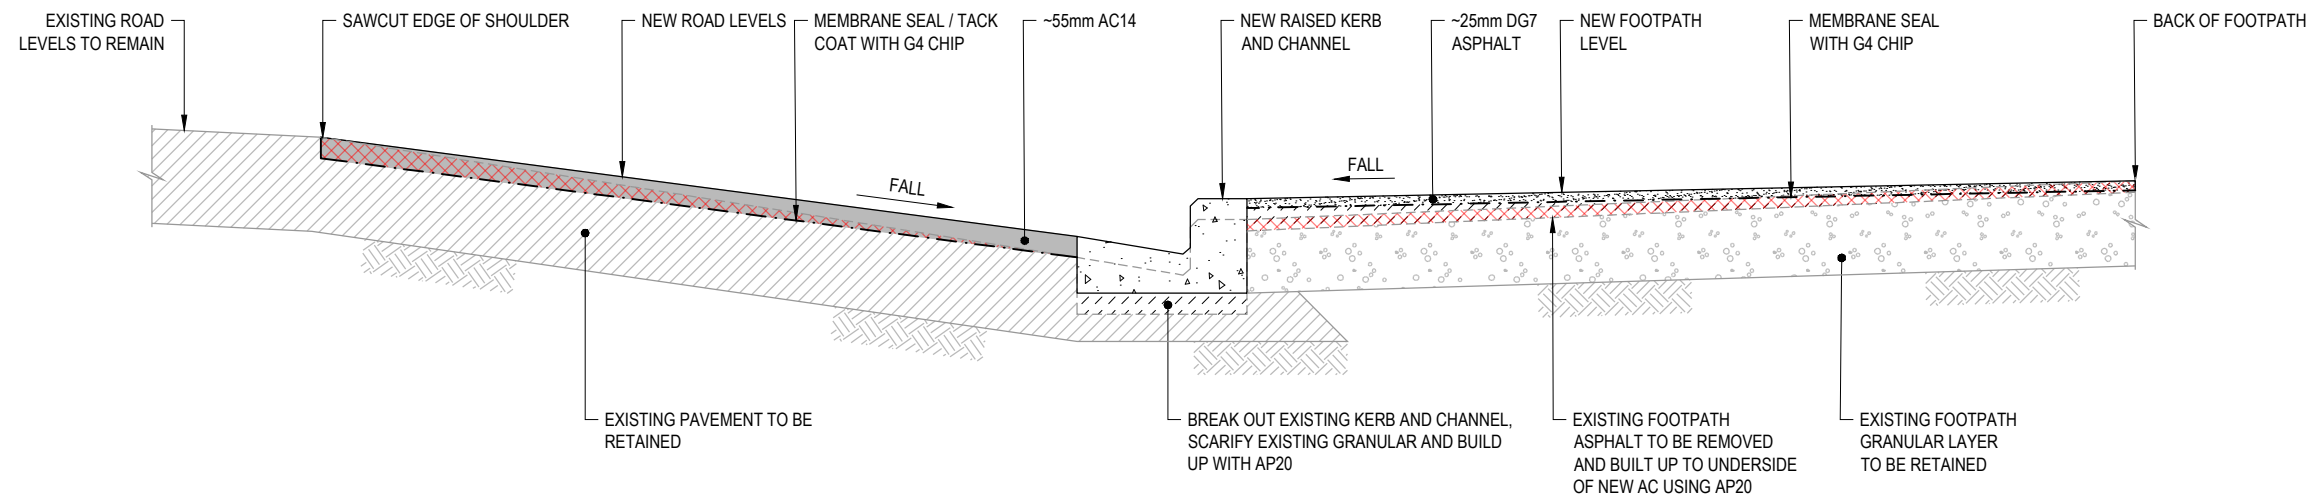 EXISTING ROAD
LEVELS TO REMAIN
SAWCUT EDGE OF SHOULDER
NEW ROAD LEVELS
MEMBRANE SEAL / TACK
COAT WITH G4 CHIP
~55mm AC14
NEW RAISED KERB
AND CHANNEL
~25mm DG7
ASPHALT
NEW FOOTPATH
LEVEL
MEMBRANE SEAL
WITH G4 CHIP
BACK OF FOOTPATH
FALL
FALL
EXISTING PAVEMENT TO BE
RETAINED
BREAK OUT EXISTING KERB AND CHANNEL,
SCARIFY EXISTING GRANULAR AND BUILD
UP WITH AP20
EXISTING FOOTPATH
ASPHALT TO BE REMOVED
AND BUILT UP TO UNDERSIDE
OF NEW AC USING AP20
EXISTING FOOTPATH
GRANULAR LAYER
TO BE RETAINED